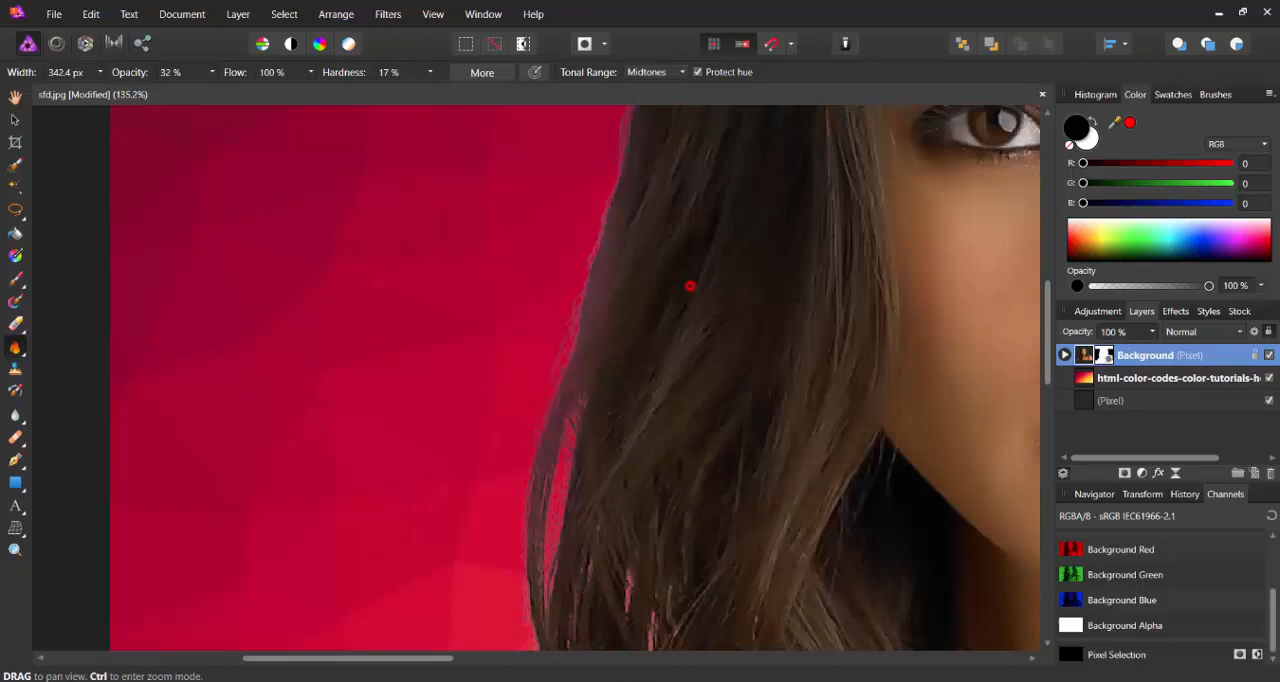 File Edit Text Document Layer Select Arrange Filters View Window Help
Width: 342.4 px Opacity: 32 % Flow: 100 % Hardness: 17 % More Tonal Range: Midtones Protect hue
sfd.jpg [Modified] (135.2%)
Histogram Color Swatches Brushes
RGB
R: 0
G: 0
B: 0
Opacity
100 %
Adjustment Layers Effects Styles Stock
Opacity: 100 % Normal
Background (Pixel)
html-color-codes-color-tutorials-h
(Pixel)
fx
Navigator Transform History Channels
RGBA/8 - sRGB IEC61966-2.1
Background Red
Background Green
Background Blue
Background Alpha
Pixel Selection
DRAG to pan view. Ctrl to enter zoom mode.